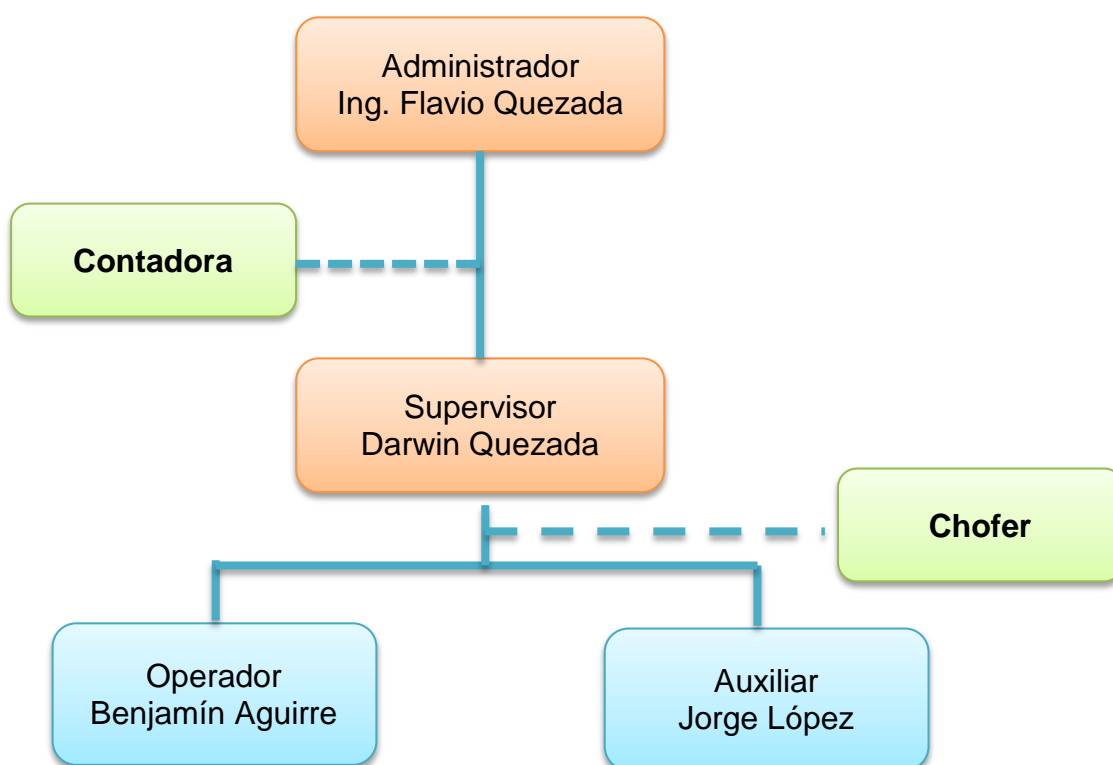 Administrador
Ing. Flavio Quezada
Contadora
Supervisor
Darwin Quezada
Chofer
Operador
Benjamín Aguirre
Auxiliar
Jorge López